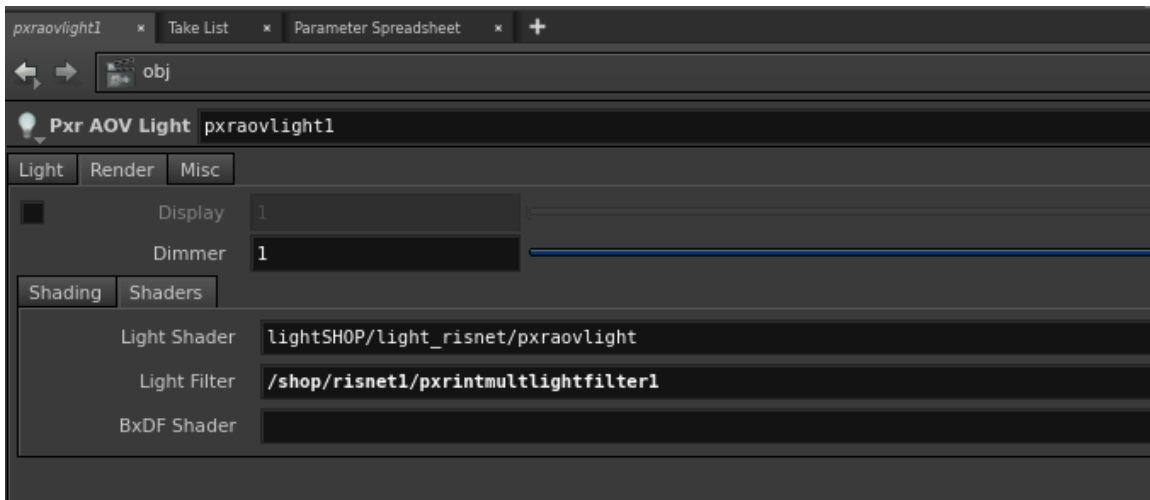 pxraovlight1 × Take List × Parameter Spreadsheet × +
obj
Pxr AOV Light pxraovlight1
Light Render Misc
Display 1
Dimmer 1
Shading Shaders
Light Shader lightSHOP/light_risnet/pxraovlight
Light Filter /shop/risnet1/pxrintmultlightfilter1
BxDF Shader